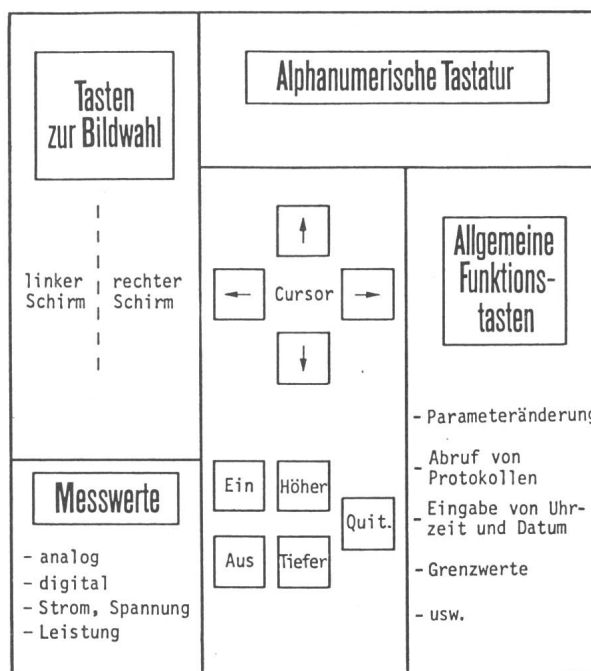 Tasten
zur Bildwahl
linker
Schirm
rechter
Schirm
Alphanumerische Tastatur
Cursor
Ein
Höher
Aus
Tiefer
Quit.
Allgemeine
Funktions-
tasten
- Parameteränderung
- Abruf von
Protokollen
- Eingabe von Uhr-
zeit und Datum
- Grenzwerte
- usw.
Messwerte
- analog
- digital
- Strom, Spannung
- Leistung